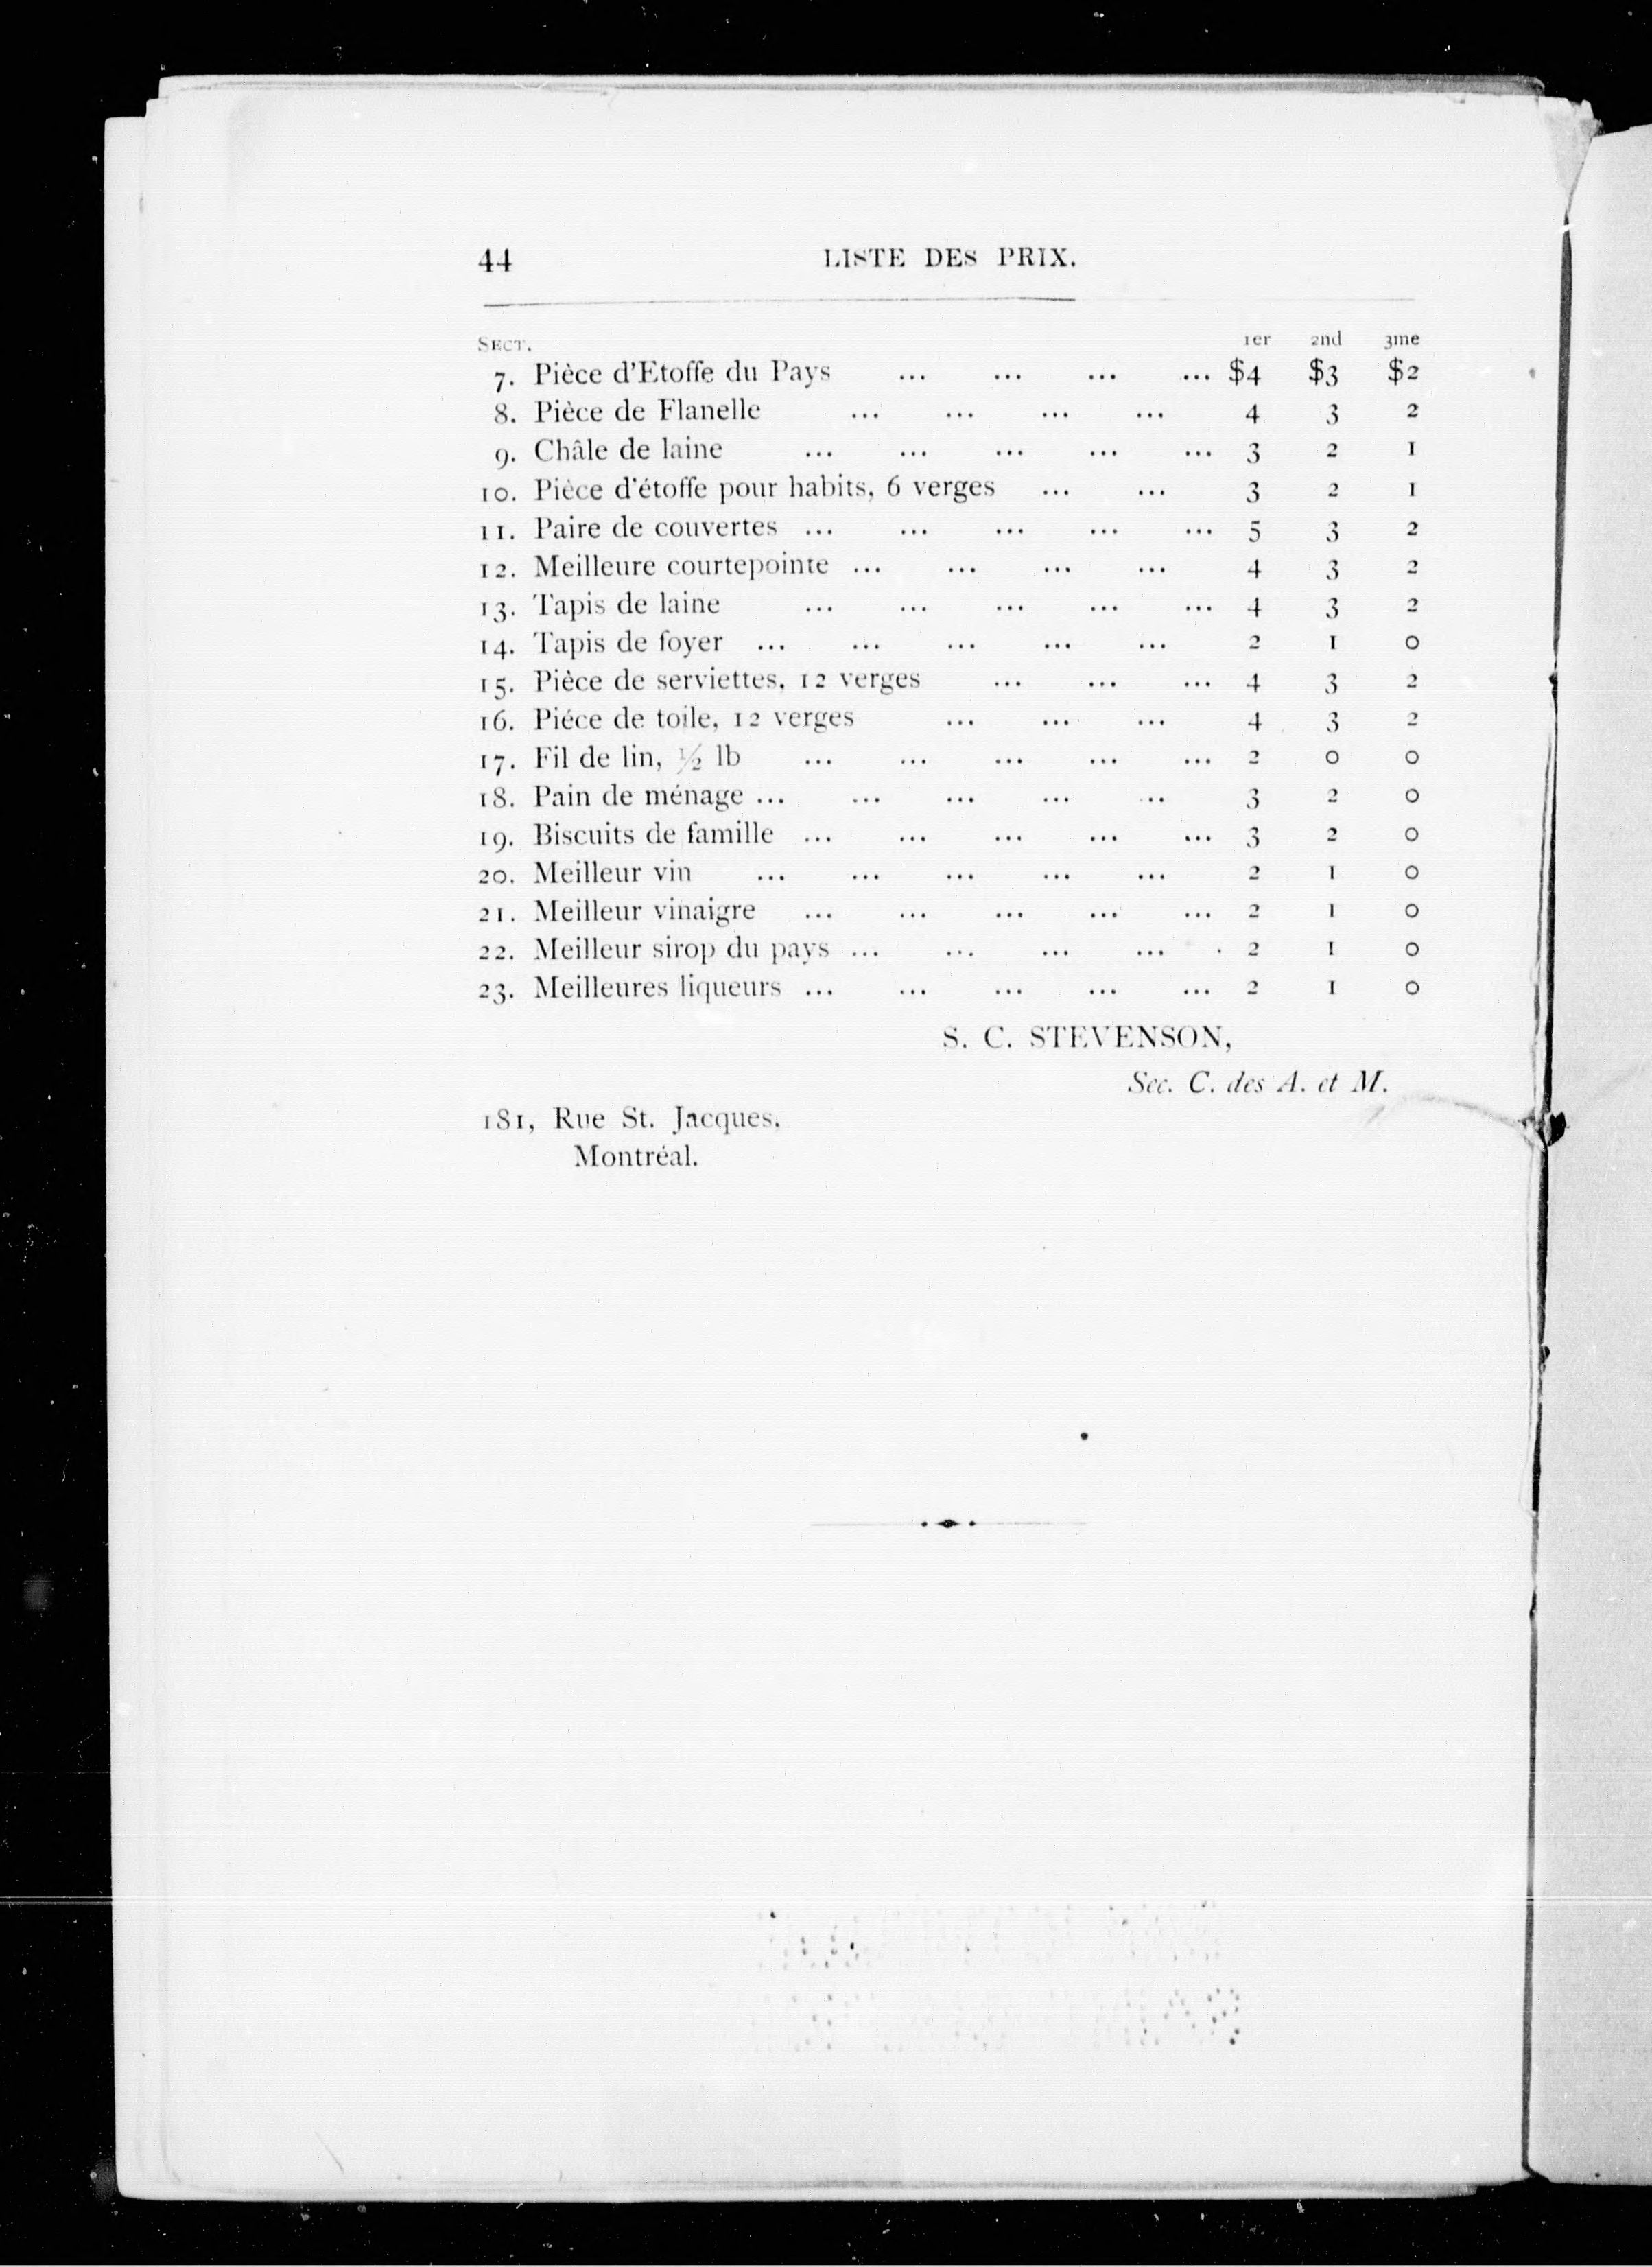 44 LISTE DES PRIX.
SECT. 1er 2nd 3me
7. Pièce d'Etoffe du Pays ... ... ... ... $4 $3 $2
8. Pièce de Flanelle ... ... ... ... 4 3 2
9. Châle de laine ... ... ... ... ... 3 2 1
10. Pièce d'étoffe pour habits, 6 verges ... ... 3 2 1
11. Paire de couvertes ... ... ... ... ... 5 3 2
12. Meilleure courtepointe ... ... ... ... 4 3 2
13. Tapis de laine ... ... ... ... ... 4 3 2
14. Tapis de foyer ... ... ... ... ... 2 1 0
15. Pièce de serviettes, 12 verges ... ... ... 4 3 2
16. Piéce de toile, 12 verges ... ... ... 4 3 2
17. Fil de lin, ½ lb ... ... ... ... ... 2 0 0
18. Pain de ménage ... ... ... ... ... 3 2 0
19. Biscuits de famille ... ... ... ... ... 3 2 0
20. Meilleur vin ... ... ... ... ... 2 1 0
21. Meilleur vinaigre ... ... ... ... ... 2 1 0
22. Meilleur sirop du pays ... ... ... ... . 2 1 0
23. Meilleures liqueurs ... ... ... ... ... 2 1 0
S. C. STEVENSON,
Sec. C. des A. et M.
181, Rue St. Jacques,
Montréal.